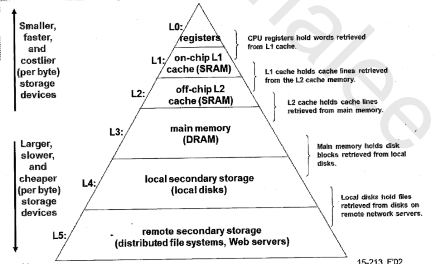 Smaller,
faster,
and
costlier
(per byte)
storage
devices
Larger,
slower,
and
cheaper
(per byte)
storage
devices
L0:
registers
CPU registers hold words retrieved
from L1 cache.
L1:
on-chip L1
cache (SRAM)
L1 cache holds cache lines retrieved
from the L2 cache memory.
L2:
off-chip L2
cache (SRAM)
L2 cache holds cache lines
retrieved from main memory.
L3:
main memory
(DRAM)
Main memory holds disk
blocks retrieved from local
disks.
L4:
local secondary storage
(local disks)
Local disks hold files
retrieved from disks on
remote network servers.
L5:
remote secondary storage
(distributed file systems, Web servers)
15-213, F'02